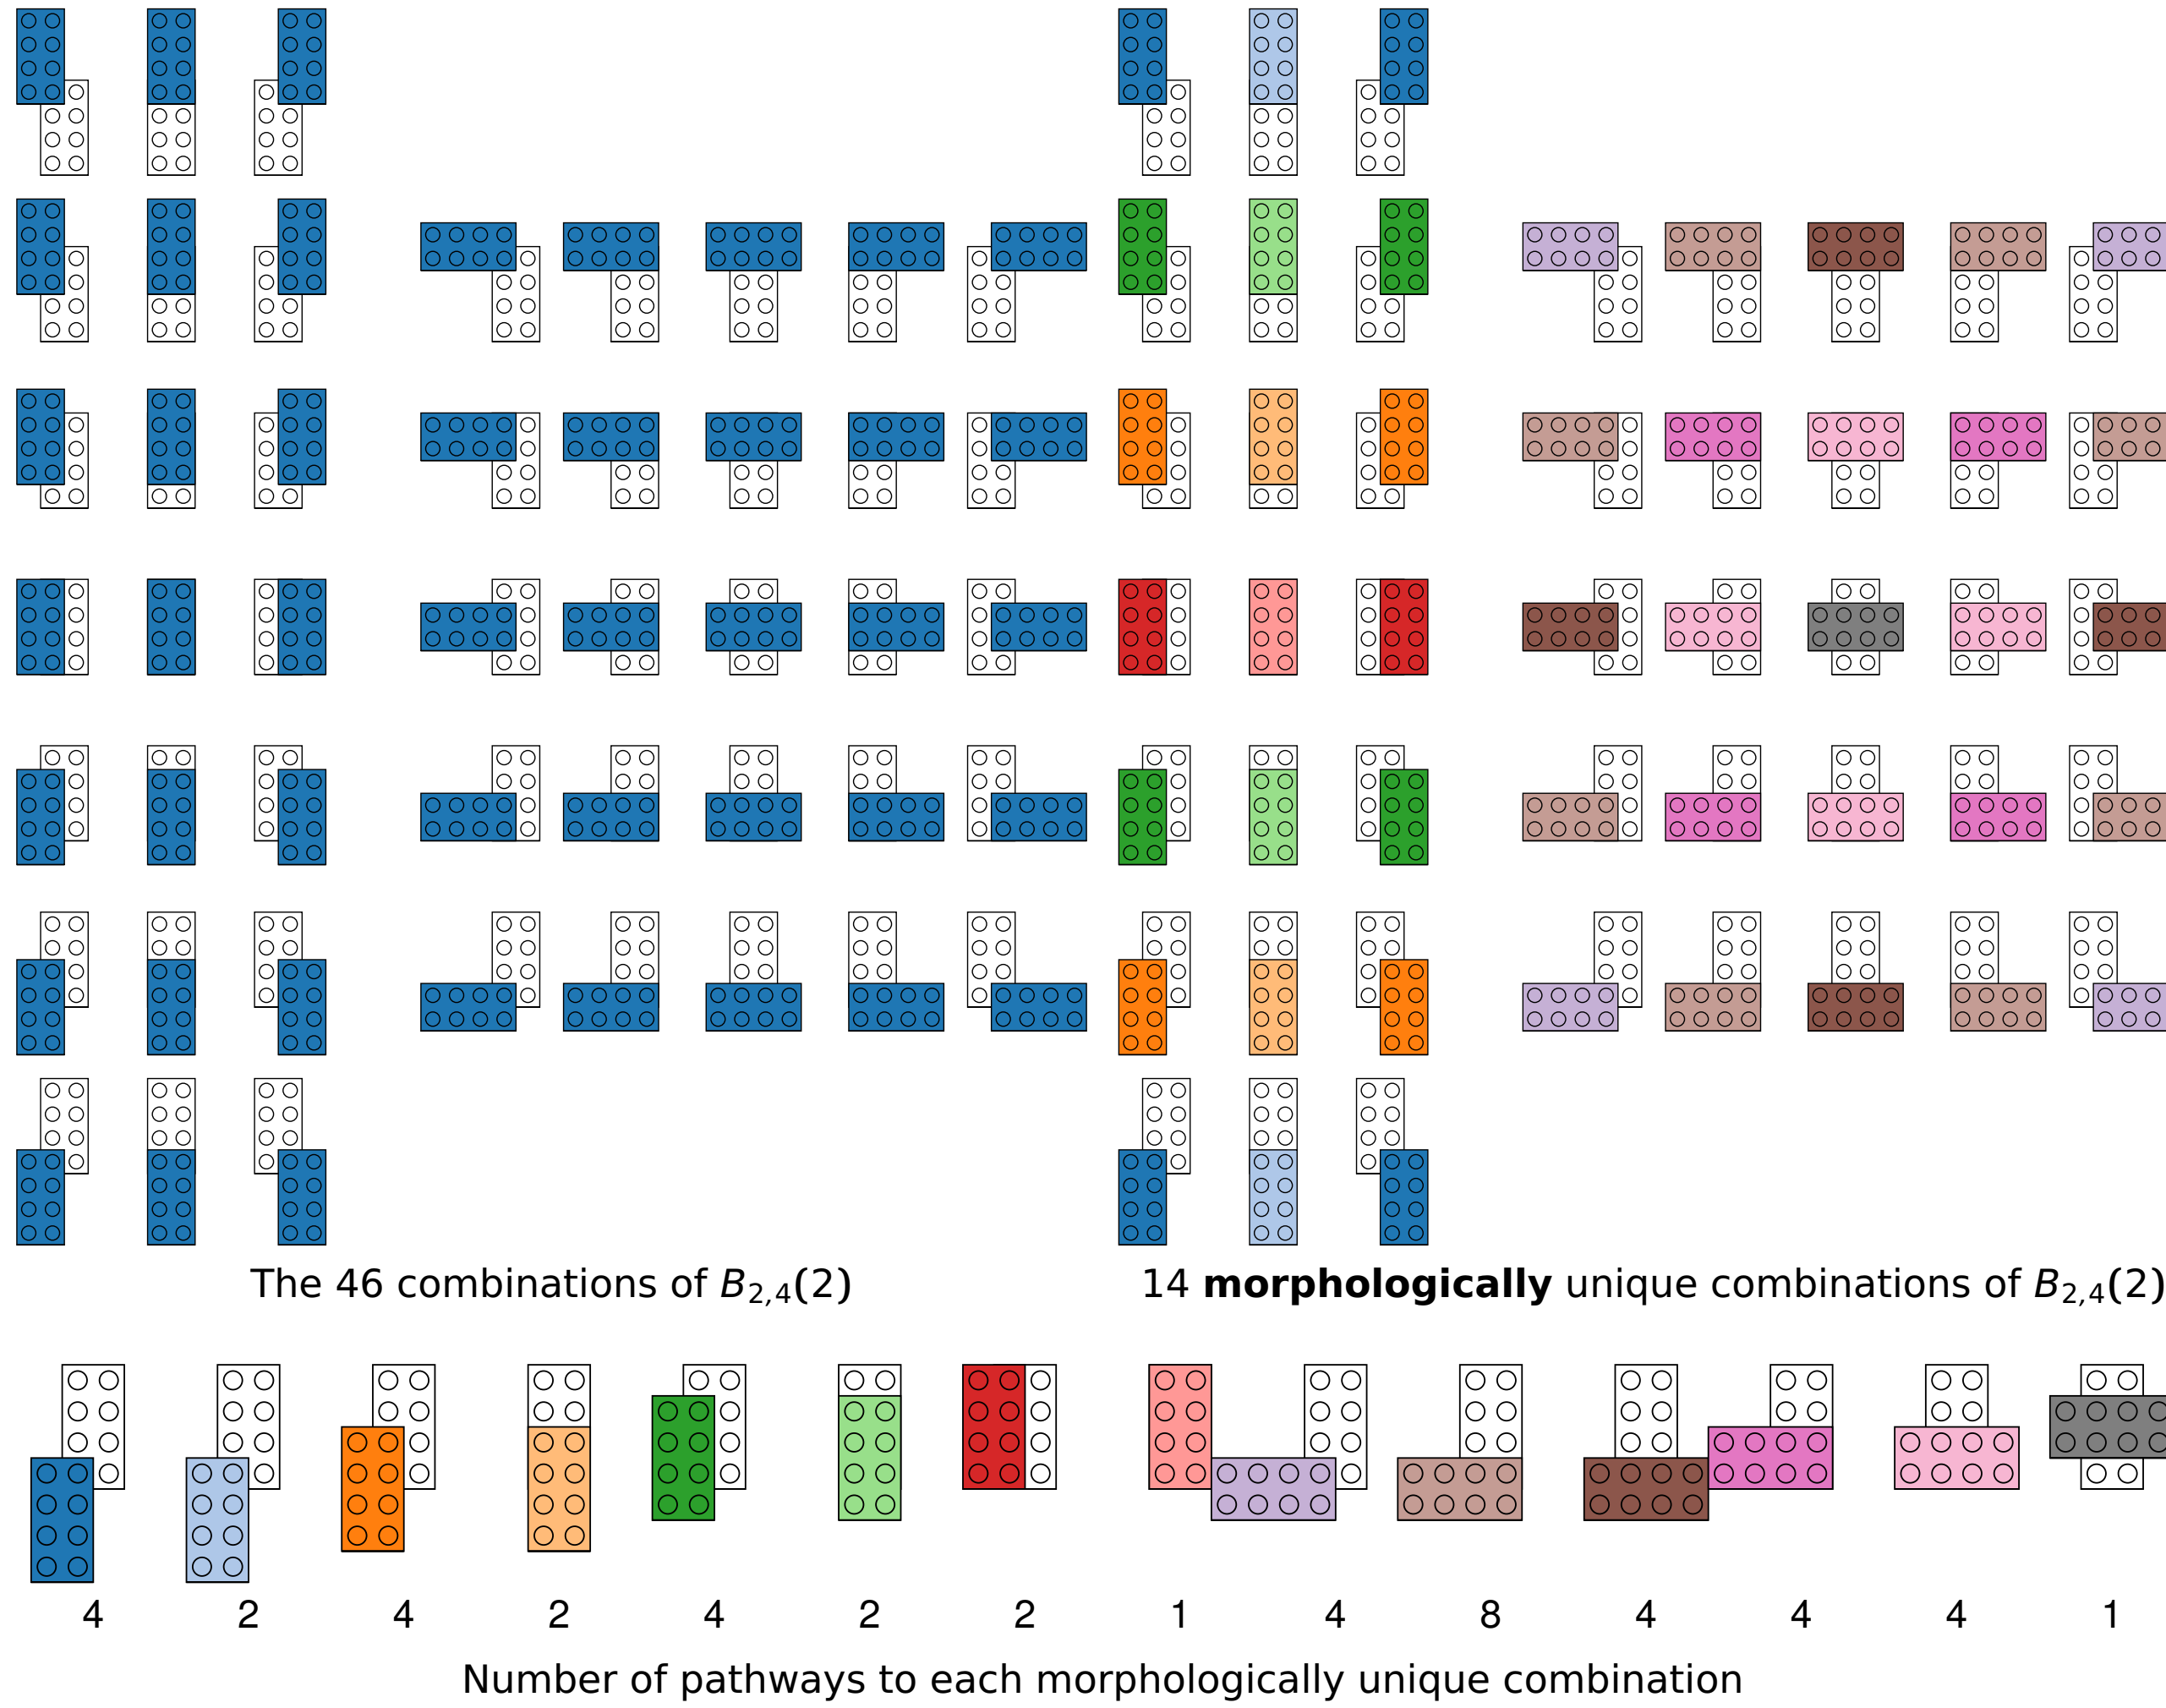 The 46 combinations of B2,4(2)
14 morphologically unique combinations of B2,4(2)
4 2 4 2 4 2 2 1 4 8 4 4 4 1
Number of pathways to each morphologically unique combination